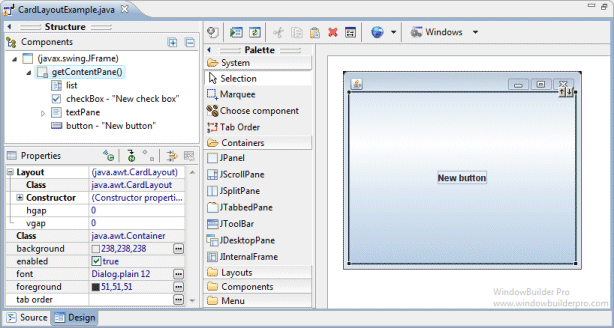 CardLayoutExample.java
Structure
Components
(javax.swing.JFrame)
getContentPane()
list
checkBox - "New check box"
textPane
button - "New button"
Properties
Layout (java.awt.CardLayout)
Class java.awt.CardLayout
Constructor (Constructor properti...
hgap 0
vgap 0
Class java.awt.Container
background 238,238,238
enabled true
font Dialog.plain 12
foreground 51,51,51
tab order
Source
Design
Palette
System
Selection
Marquee
Choose component
Tab Order
Containers
JPanel
JScrollPane
JSplitPane
JTabbedPane
JToolBar
JDesktopPane
JInternalFrame
Layouts
Components
Menu
Windows
New button
WindowBuilder Pro
www.windowbuilderpro.com